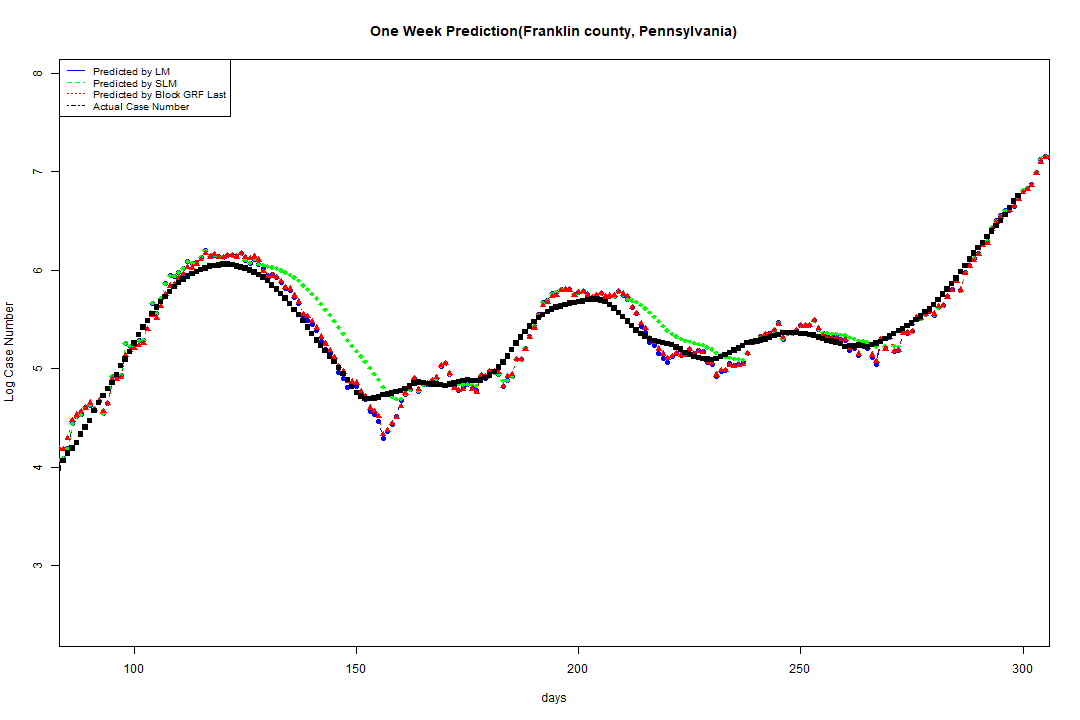 One Week Prediction(Franklin county, Pennsylvania)
Predicted by LM
Predicted by SLM
Predicted by Block GRF Last
Actual Case Number
Log Case Number
8
7
6
5
4
3
100 150 200 250 300
days